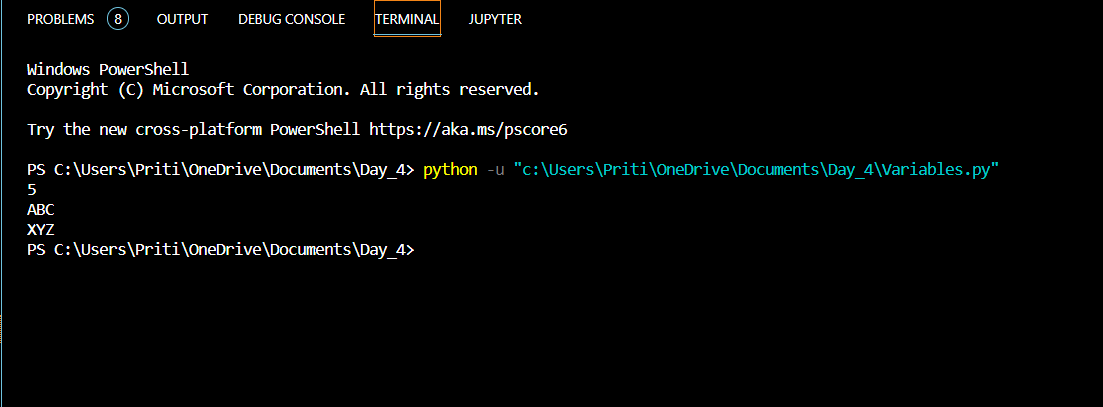 PROBLEMS 8 OUTPUT DEBUG CONSOLE TERMINAL JUPYTER
Windows PowerShell
Copyright (C) Microsoft Corporation. All rights reserved.
Try the new cross-platform PowerShell https://aka.ms/pscore6
PS C:\Users\Priti\OneDrive\Documents\Day_4> python -u "c:\Users\Priti\OneDrive\Documents\Day_4\Variables.py"
5
ABC
XYZ
PS C:\Users\Priti\OneDrive\Documents\Day_4>